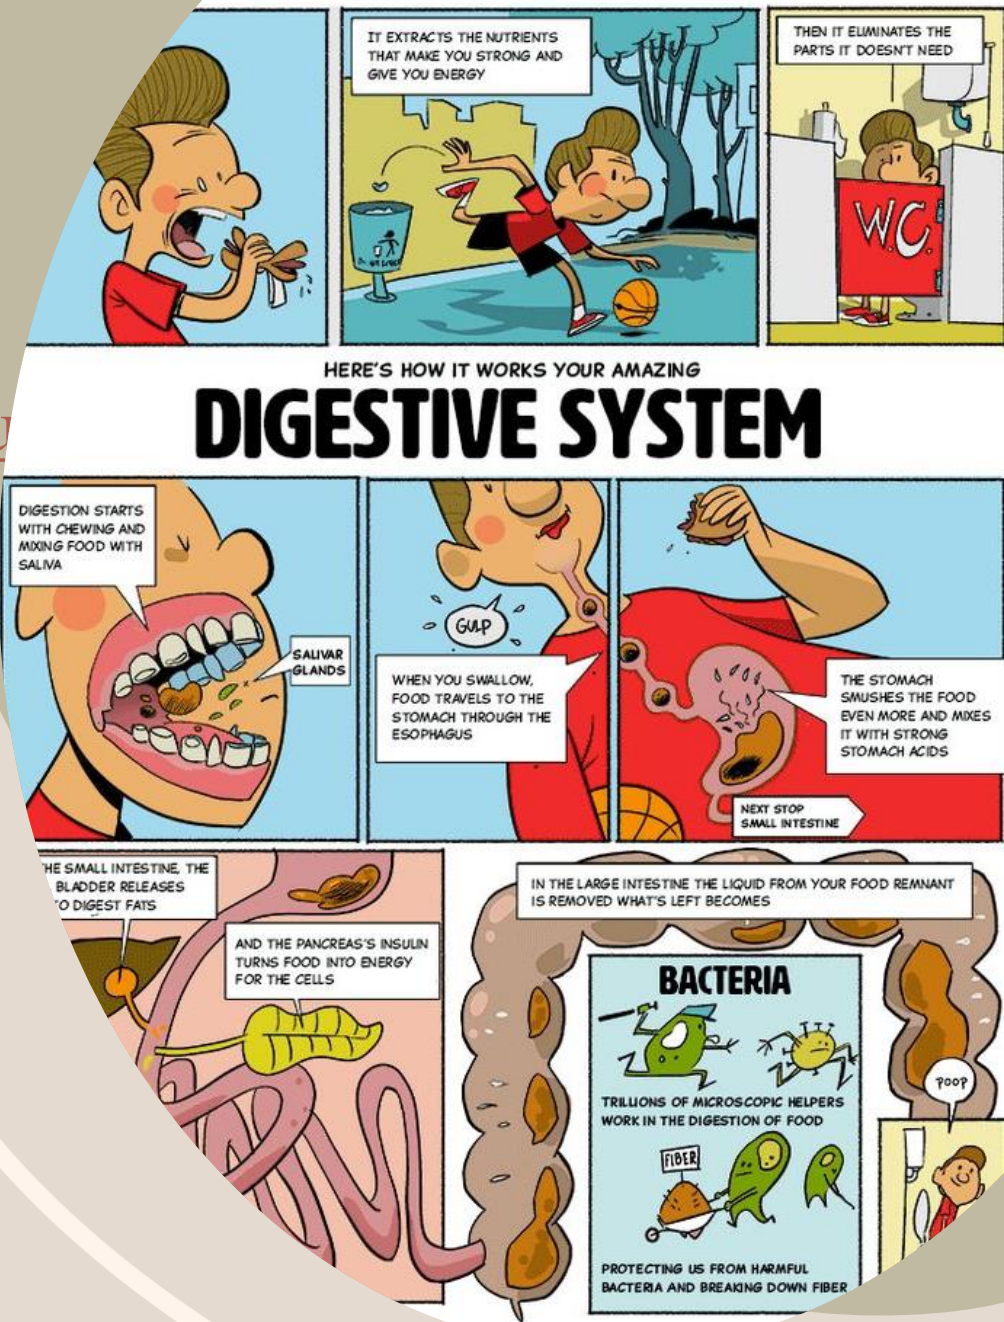 IT EXTRACTS THE NUTRIENTS
THAT MAKE YOU STRONG AND
GIVE YOU ENERGY
THEN IT ELIMINATES THE
PARTS IT DOESN'T NEED
W.C.
HERE'S HOW IT WORKS YOUR AMAZING
DIGESTIVE SYSTEM
DIGESTION STARTS
WITH CHEWING AND
MIXING FOOD WITH
SALIVA
SALIVAR
GLANDS
GULP
WHEN YOU SWALLOW,
FOOD TRAVELS TO THE
STOMACH THROUGH THE
ESOPHAGUS
THE STOMACH
SMUSHES THE FOOD
EVEN MORE AND MIXES
IT WITH STRONG
STOMACH ACIDS
NEXT STOP
SMALL INTESTINE
HE SMALL INTESTINE, THE
BLADDER RELEASES
O DIGEST FATS
AND THE PANCREAS'S INSULIN
TURNS FOOD INTO ENERGY
FOR THE CELLS
IN THE LARGE INTESTINE THE LIQUID FROM YOUR FOOD REMNANT
IS REMOVED WHAT'S LEFT BECOMES
BACTERIA
TRILLIONS OF MICROSCOPIC HELPERS
WORK IN THE DIGESTION OF FOOD
FIBER
PROTECTING US FROM HARMFUL
BACTERIA AND BREAKING DOWN FIBER
POOP